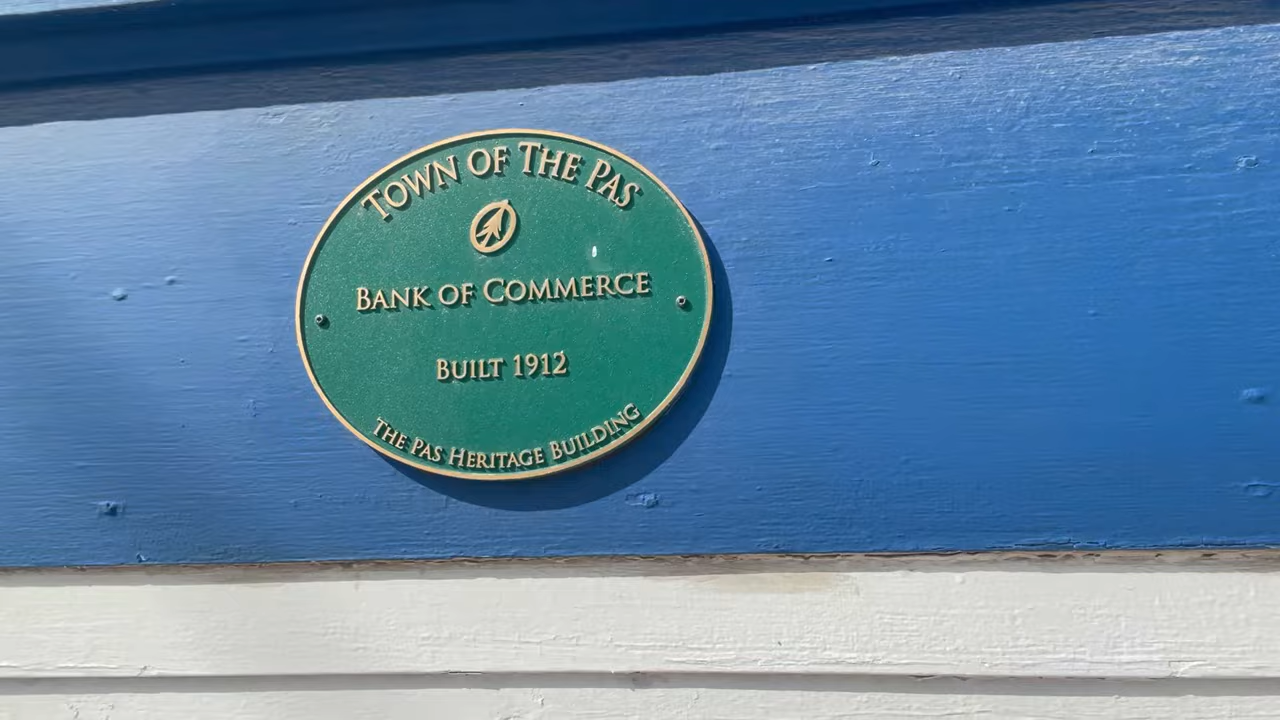 Town of The Pas
Bank of Commerce
Built 1912
The Pas Heritage Building